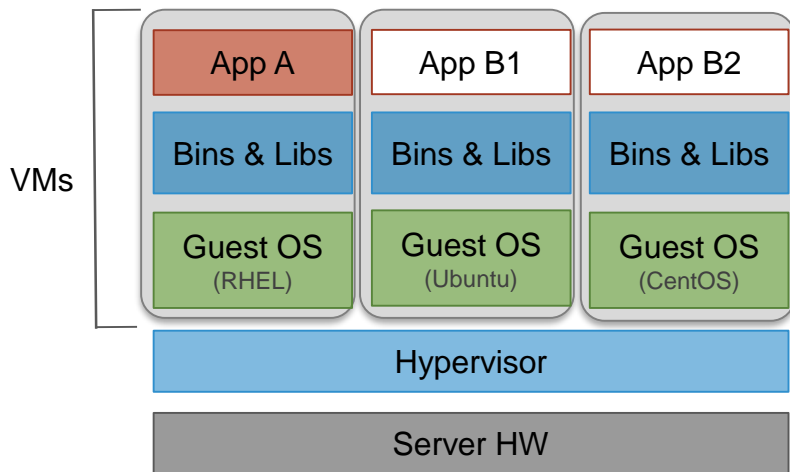 App A
App B1
App B2
Bins & Libs
Bins & Libs
Bins & Libs
VMs
Guest OS
(RHEL)
Guest OS
(Ubuntu)
Guest OS
(CentOS)
Hypervisor
Server HW